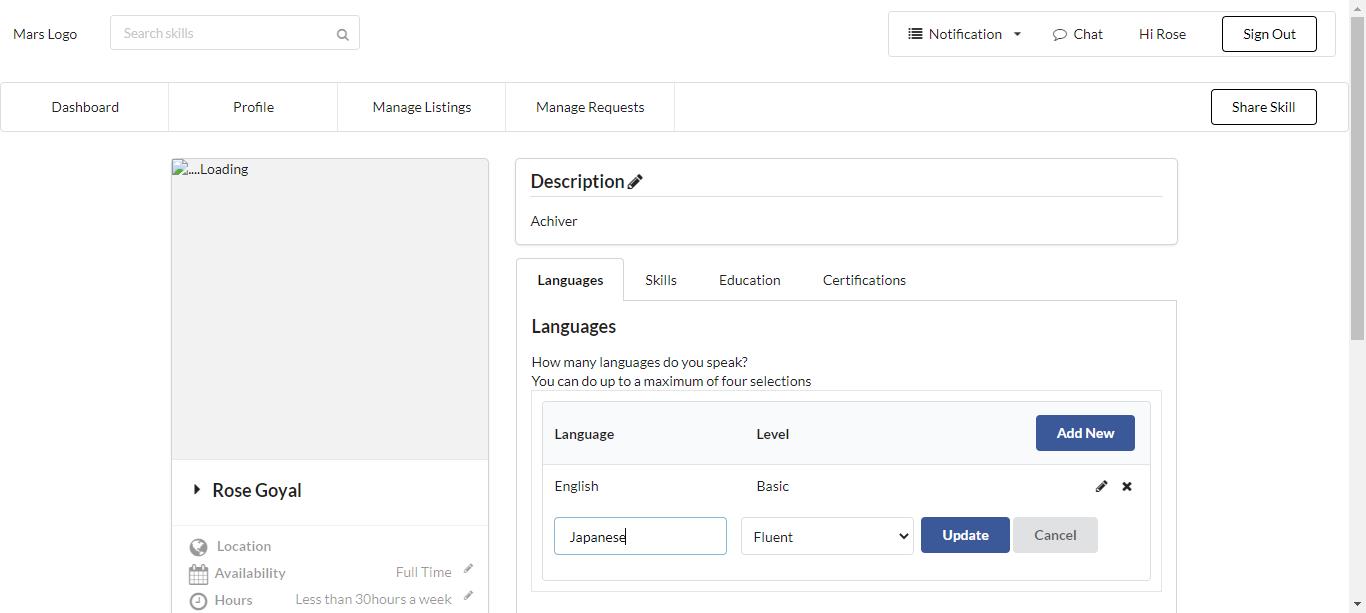 Mars Logo
Search skills
Notification
Chat
Hi Rose
Sign Out
Dashboard
Profile
Manage Listings
Manage Requests
Share Skill
....Loading
Rose Goyal
Location
Availability
Full Time
Hours
Less than 30hours a week
Description
Achiver
Languages
Skills
Education
Certifications
Languages
How many languages do you speak?
You can do up to a maximum of four selections
Language
Level
Add New
English
Basic
Japanese
Fluent
Update
Cancel